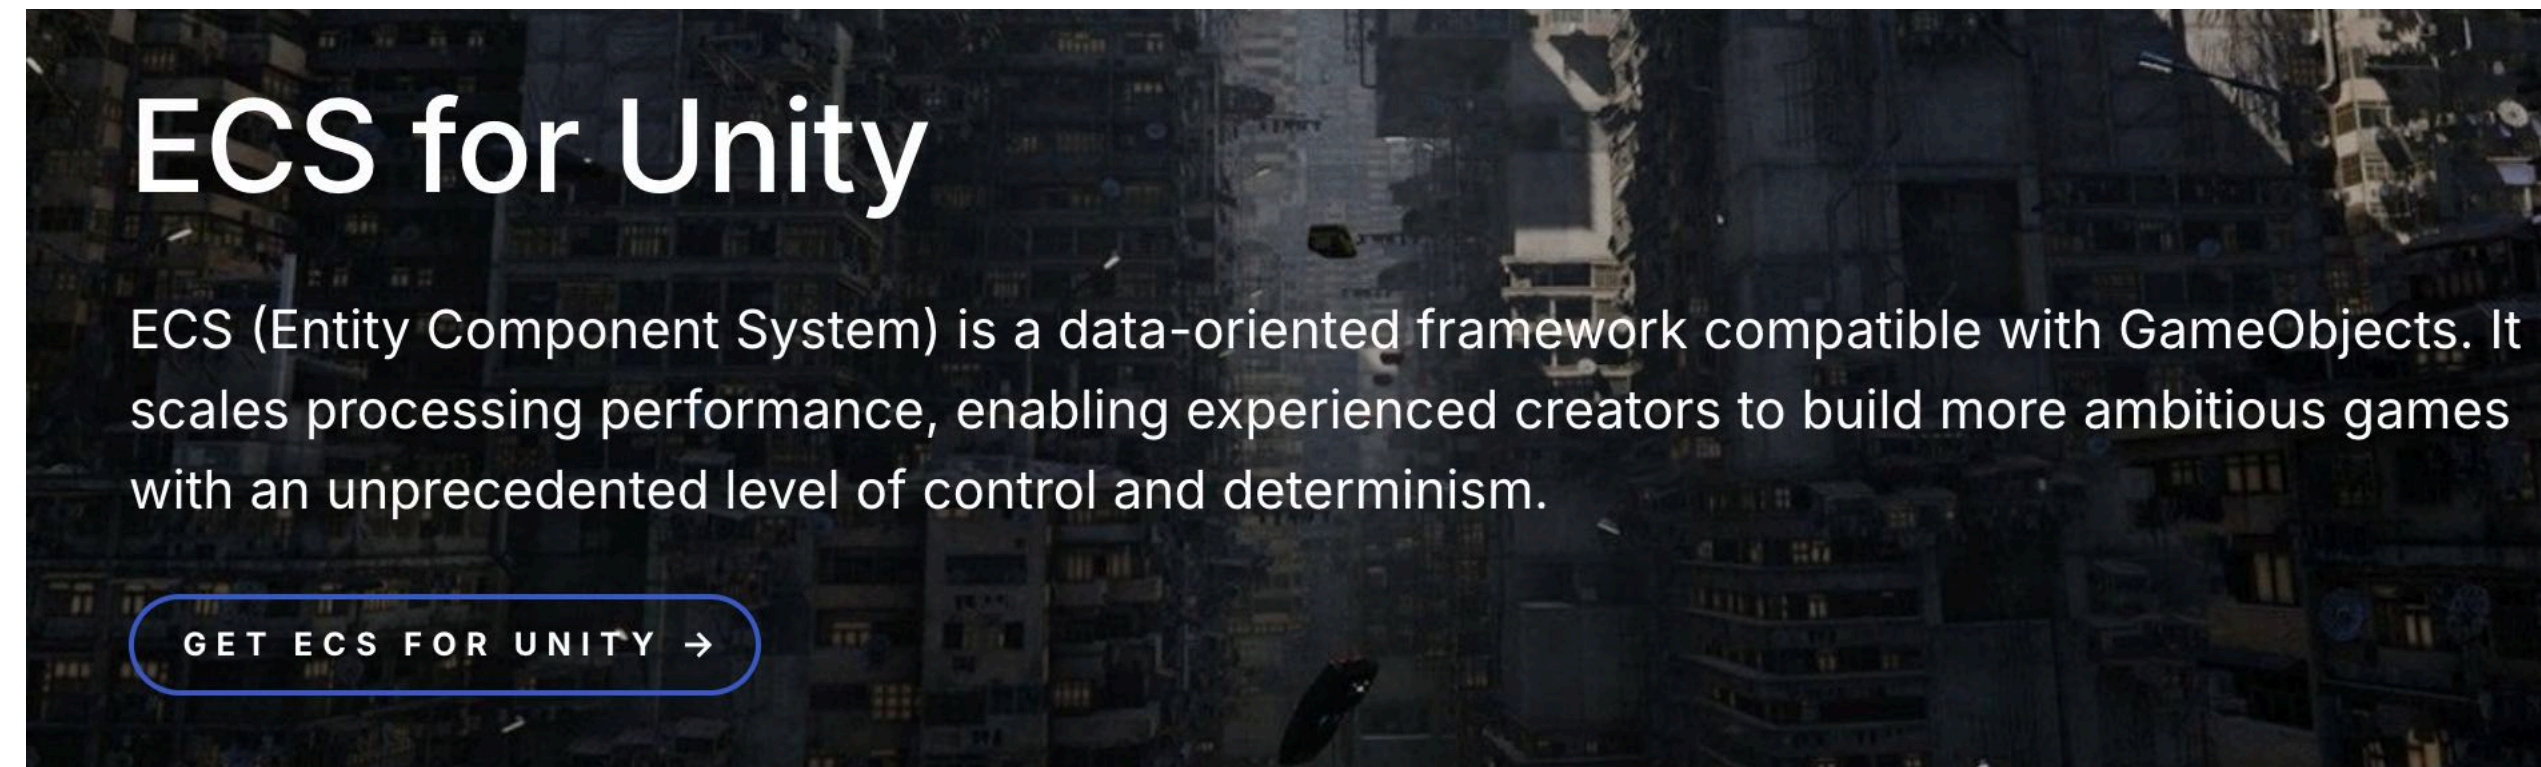 ECS for Unity
ECS (Entity Component System) is a data-oriented framework compatible with GameObjects. It
scales processing performance, enabling experienced creators to build more ambitious games
with an unprecedented level of control and determinism.
GET ECS FOR UNITY →